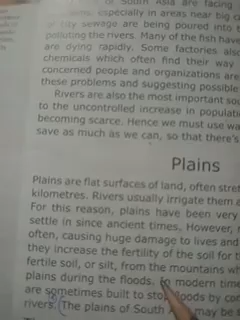 of South Asia are facing
especially in areas near big c
or city sewage are being poured into
polluting the rivers. Many of the fish have
are dying rapidly. Some factories also
chemicals which often find their way
concerned people and organizations are
these problems and suggesting possible
Rivers are also the most important sou
to the uncontrolled increase in populati
becoming scarce. Hence we must use wa
save as much as we can, so that there's
Plains
Plains are flat surfaces of land, often stret
kilometres. Rivers usually irrigate them
For this reason, plains have been very
settle in since ancient times. However,
often, causing huge damage to lives and
they increase the fertility of the soil for t
fertile soil, or silt, from the mountains wh
plains during the floods. In modern time
are sometimes built to stop floods by con
rivers. The plains of South may be